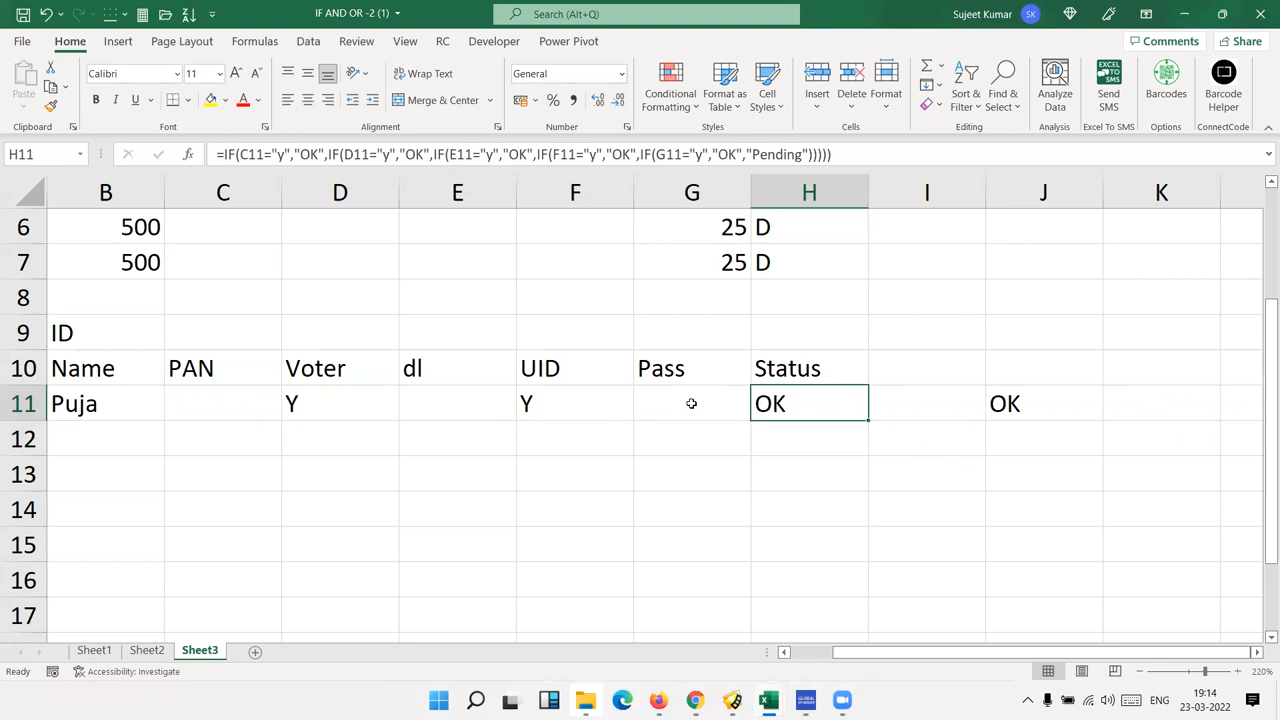 IF AND OR -2 (1)
Search (Alt+Q)
Sujeet Kumar
SK
File
Home
Insert
Page Layout
Formulas
Data
Review
View
RC
Developer
Power Pivot
Comments
Share
Paste
Calibri
11
Wrap Text
General
Merge & Center
Conditional Formatting
Format as Table
Cell Styles
Insert
Delete
Format
Sort & Filter
Find & Select
Analyze Data
Send SMS
Barcodes
Barcode Helper
Clipboard
Font
Alignment
Number
Styles
Cells
Editing
Analysis
Excel To SMS
Options
ConnectCode
H11
=IF(C11="y","OK",IF(D11="y","OK",IF(E11="y","OK",IF(F11="y","OK",IF(G11="y","OK","Pending")))))
B C D E F G H I J K
6 500 25 D
7 500 25 D
8
9 ID
10 Name PAN Voter dl UID Pass Status
11 Puja Y Y OK OK
12
13
14
15
16
17
Sheet1 Sheet2 Sheet3
Ready
Accessibility: Investigate
220%
ENG
19:14
23-03-2022